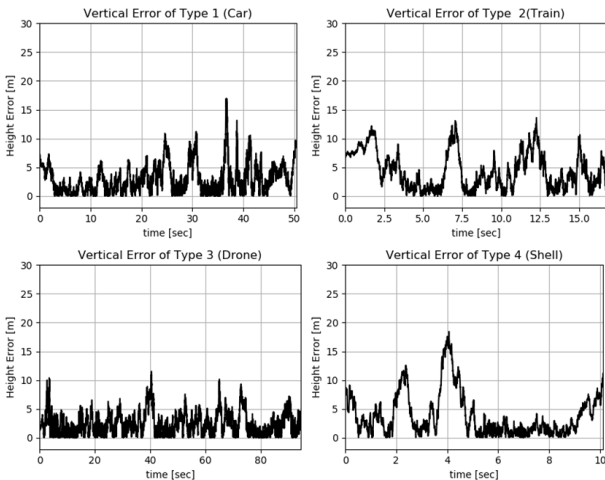 Vertical Error of Type 1 (Car)
30
25
20
15
10
5
0
Height Error [m]
0 10 20 30 40 50
time [sec]
Vertical Error of Type  2(Train)
30
25
20
15
10
5
0
Height Error [m]
0.0 2.5 5.0 7.5 10.0 12.5 15.0
time [sec]
Vertical Error of Type 3 (Drone)
30
25
20
15
10
5
0
Height Error [m]
0 20 40 60 80
time [sec]
Vertical Error of Type 4 (Shell)
30
25
20
15
10
5
0
Height Error [m]
0 2 4 6 8 10
time [sec]